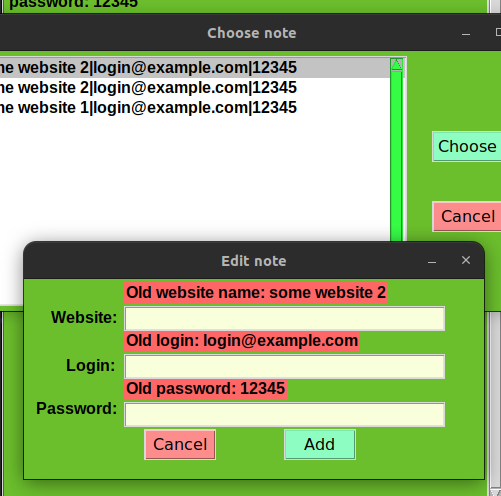 password: 12345
Choose note
me website 2|login@example.com|12345
me website 2|login@example.com|12345
me website 1|login@example.com|12345
Choose
Cancel
Edit note
Old website name: some website 2
Website:
Old login: login@example.com
Login:
Old password: 12345
Password:
Cancel Add